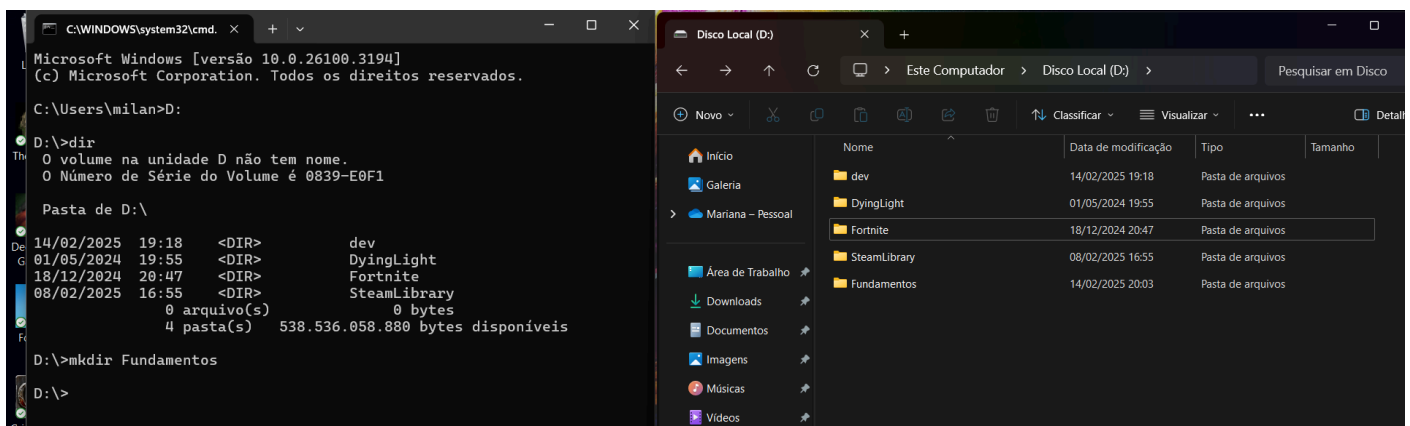 C:\WINDOWS\system32\cmd.
Microsoft Windows [versão 10.0.26100.3194]
(c) Microsoft Corporation. Todos os direitos reservados.
C:\Users\milan>D:
D:\>dir
O volume na unidade D não tem nome.
O Número de Série do Volume é 0839-E0F1
Pasta de D:\
14/02/2025 19:18 <DIR> dev
01/05/2024 19:55 <DIR> DyingLight
18/12/2024 20:47 <DIR> Fortnite
08/02/2025 16:55 <DIR> SteamLibrary
0 arquivo(s) 0 bytes
4 pasta(s) 538.536.058.880 bytes disponíveis
D:\>mkdir Fundamentos
D:\>
Disco Local (D:)
Este Computador > Disco Local (D:) > Pesquisar em Disco
Novo Classificar Visualizar ... Detalh
Nome Data de modificação Tipo Tamanho
Início
Galeria
Mariana – Pessoal
Área de Trabalho
Downloads
Documentos
Imagens
Músicas
Vídeos
dev 14/02/2025 19:18 Pasta de arquivos
DyingLight 01/05/2024 19:55 Pasta de arquivos
Fortnite 18/12/2024 20:47 Pasta de arquivos
SteamLibrary 08/02/2025 16:55 Pasta de arquivos
Fundamentos 14/02/2025 20:03 Pasta de arquivos